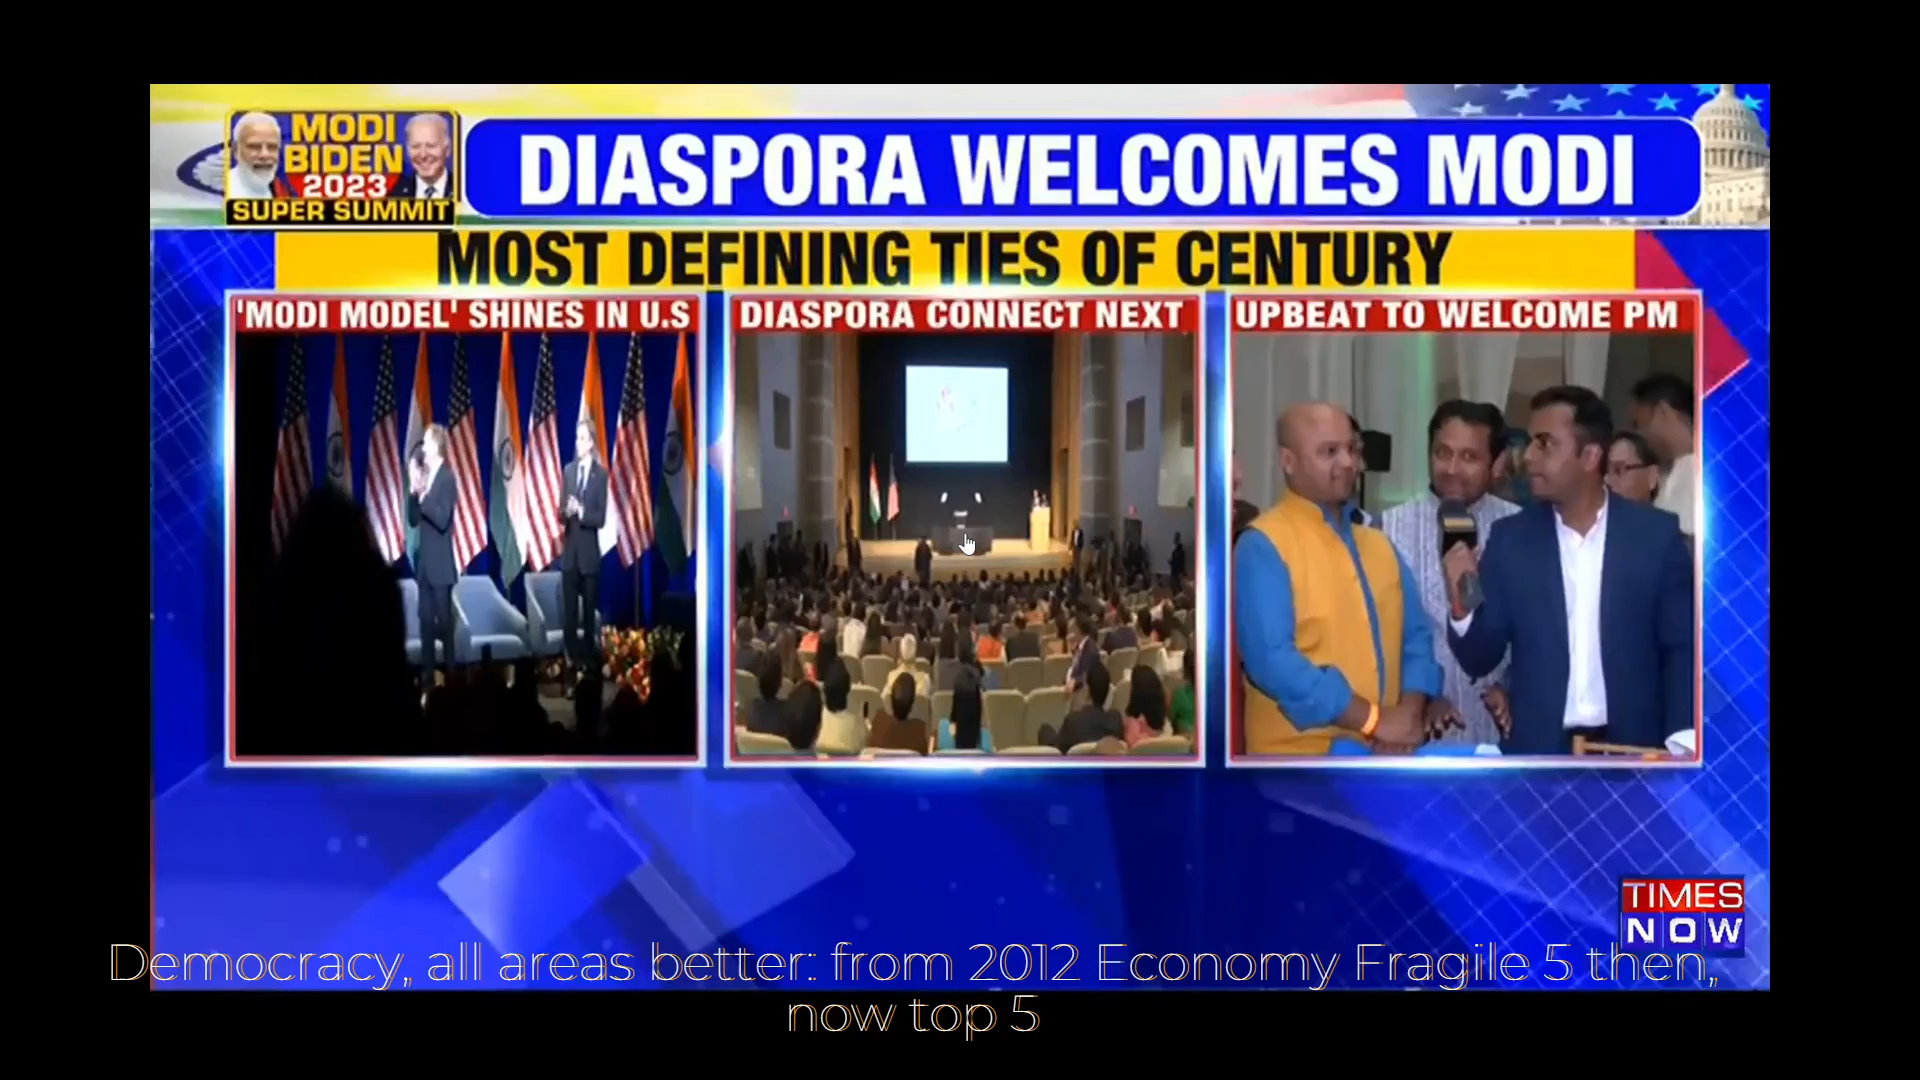 MODI
BIDEN
2023
SUPER SUMMIT
DIASPORA WELCOMES MODI
MOST DEFINING TIES OF CENTURY
'MODI MODEL' SHINES IN U.S
DIASPORA CONNECT NEXT
UPBEAT TO WELCOME PM
TIMES
NOW
Democracy, all areas better: from 2012 Economy Fragile 5 then,
now top 5